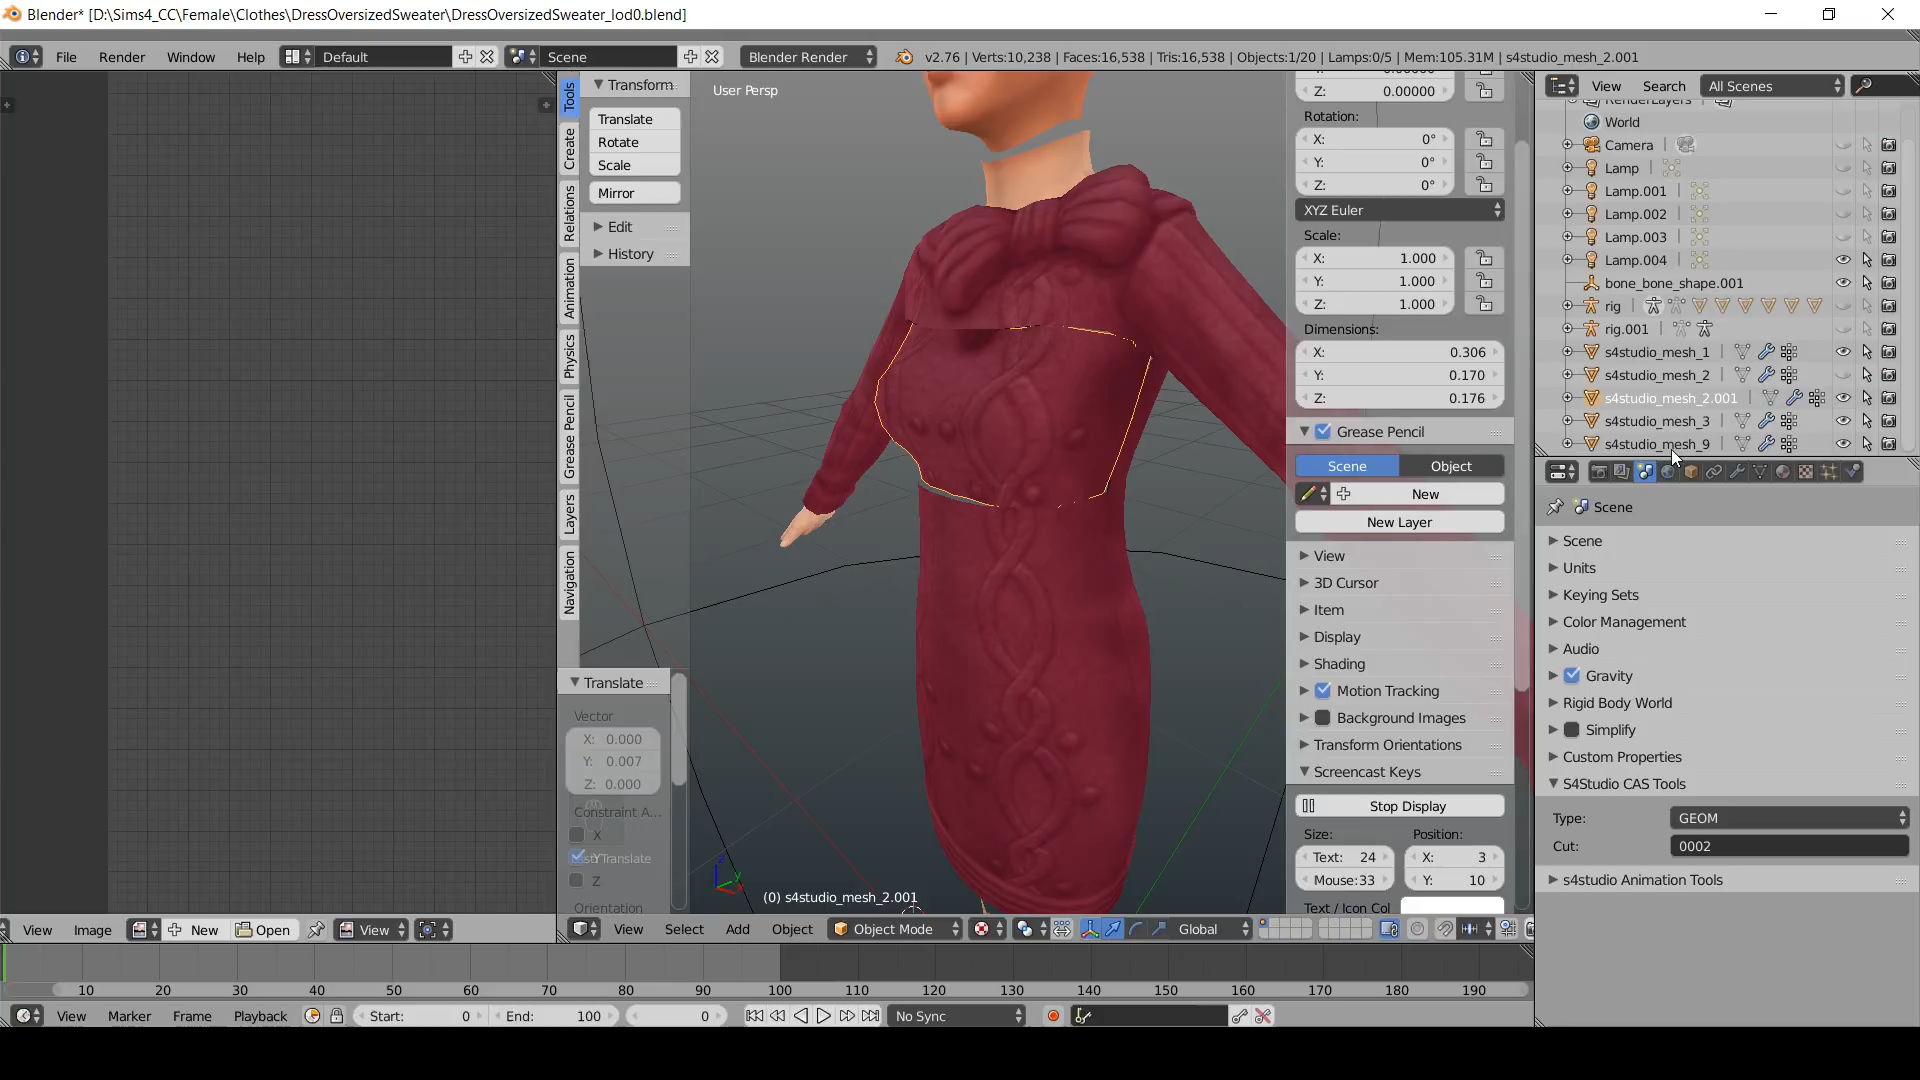 Blender* [D:\Sims4_CC\Female\Clothes\DressOversizedSweater\DressOversizedSweater_lod0.blend]
File Render Window Help Default Scene Blender Render v2.76 | Verts:10,238 | Faces:16,538 | Tris:16,538 | Objects:1/20 | Lamps:0/5 | Mem:105.31M | s4studio_mesh_2.001
Tools
Create
Relations
Animation
Physics
Grease Pencil
Layers
Navigation
Transform
Translate
Rotate
Scale
Mirror
Edit
History
Translate
Vector
X: 0.000
Y: 0.007
Z: 0.000
Constraint A...
X
Y
Z
Orientation
User Persp
(0) s4studio_mesh_2.001
Z: 0.00000
Rotation:
X: 0°
Y: 0°
Z: 0°
XYZ Euler
Scale:
X: 1.000
Y: 1.000
Z: 1.000
Dimensions:
X: 0.306
Y: 0.170
Z: 0.176
Grease Pencil
Scene Object
New
New Layer
View
3D Cursor
Item
Display
Shading
Motion Tracking
Background Images
Transform Orientations
Screencast Keys
Stop Display
Size: Position:
Text: 24 X: 3
Mouse:33 Y: 10
Text / Icon Col
View Search All Scenes
RenderLayers
World
Camera
Lamp
Lamp.001
Lamp.002
Lamp.003
Lamp.004
bone_bone_shape.001
rig
rig.001
s4studio_mesh_1
s4studio_mesh_2
s4studio_mesh_2.001
s4studio_mesh_3
s4studio_mesh_9
Scene
Scene
Units
Keying Sets
Color Management
Audio
Gravity
Rigid Body World
Simplify
Custom Properties
S4Studio CAS Tools
Type: GEOM
Cut: 0002
s4studio Animation Tools
View Image New Open View
View Select Add Object Object Mode Global
10 20 30 40 50 60 70 80 90 100 110 120 130 140 150 160 170 180 190
View Marker Frame Playback Start: 0 End: 100 0 No Sync